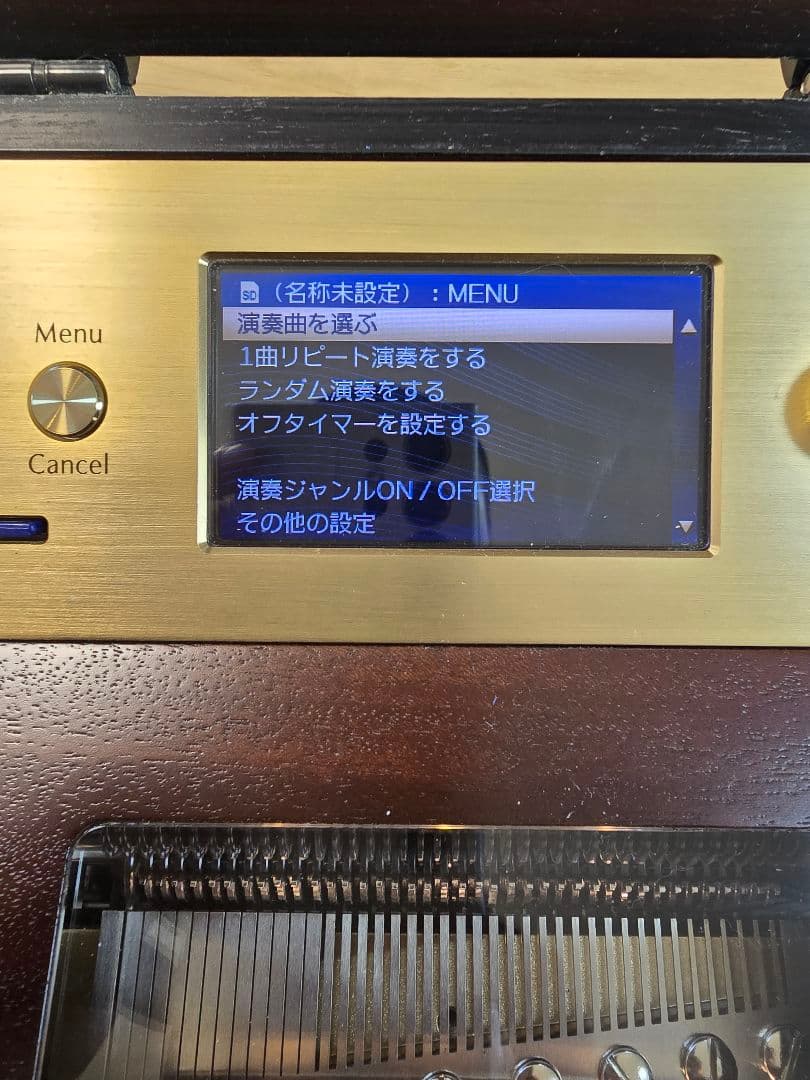 SD （名称未設定）：MENU
演奏曲を選ぶ
1曲リピート演奏をする
ランダム演奏をする
オフタイマーを設定する
演奏ジャンルON / OFF選択
その他の設定
Menu
Cancel